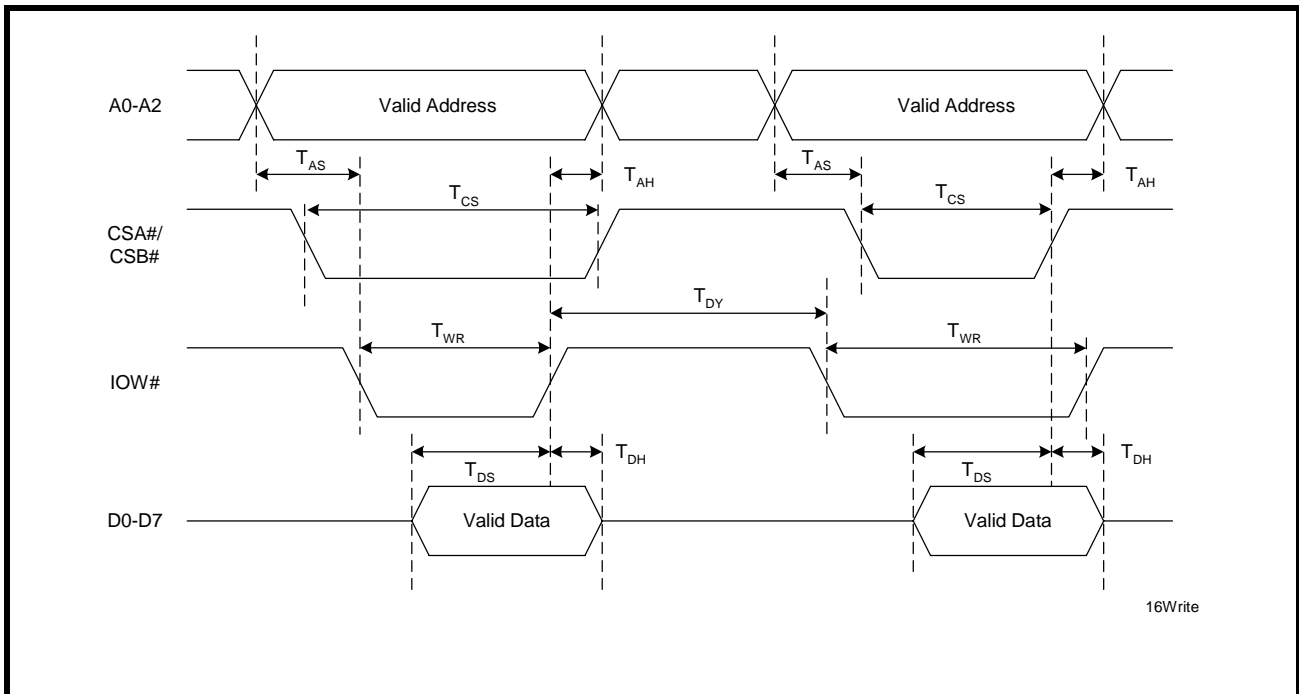 A0-A2
Valid Address
Valid Address
TAS
TAH
TAS
TAH
TCS
TCS
CSA#/
CSB#
TDY
TWR
TWR
IOW#
TDS
TDH
TDS
TDH
D0-D7
Valid Data
Valid Data
16Write